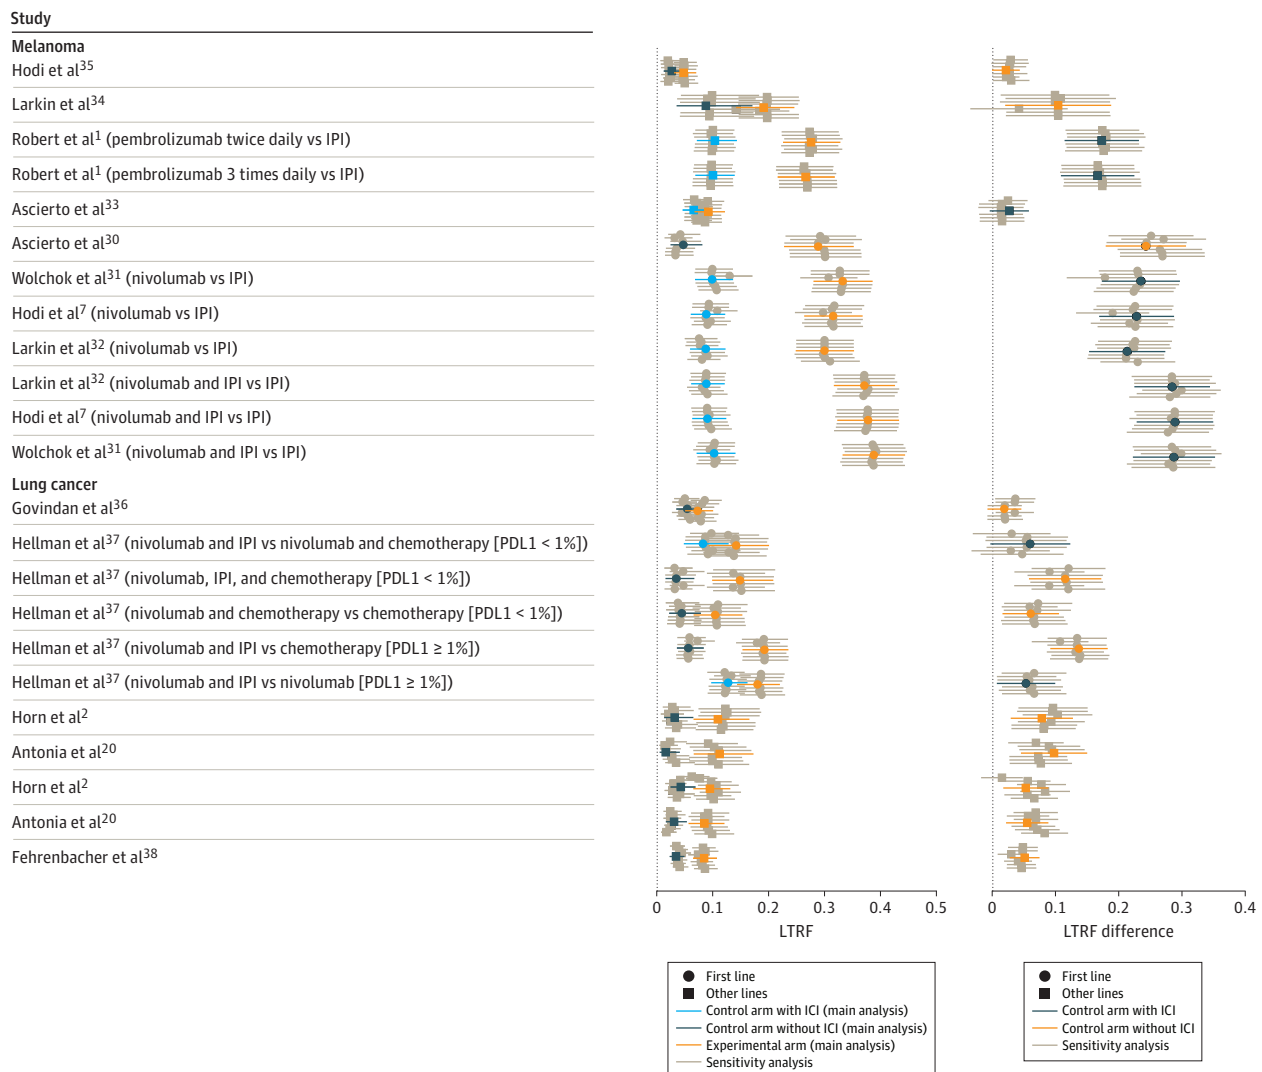 Study
Melanoma
Hodi et al35
Larkin et al34
Robert et al1 (pembrolizumab twice daily vs IPI)
Robert et al1 (pembrolizumab 3 times daily vs IPI)
Ascierto et al33
Ascierto et al30
Wolchok et al31 (nivolumab vs IPI)
Hodi et al7 (nivolumab vs IPI)
Larkin et al32 (nivolumab vs IPI)
Larkin et al32 (nivolumab and IPI vs IPI)
Hodi et al7 (nivolumab and IPI vs IPI)
Wolchok et al31 (nivolumab and IPI vs IPI)
Lung cancer
Govindan et al36
Hellman et al37 (nivolumab and IPI vs nivolumab and chemotherapy [PDL1 < 1%])
Hellman et al37 (nivolumab, IPI, and chemotherapy [PDL1 < 1%])
Hellman et al37 (nivolumab and chemotherapy vs chemotherapy [PDL1 < 1%])
Hellman et al37 (nivolumab and IPI vs chemotherapy [PDL1 ≥ 1%])
Hellman et al37 (nivolumab and IPI vs nivolumab [PDL1 ≥ 1%])
Horn et al2
Antonia et al20
Horn et al2
Antonia et al20
Fehrenbacher et al38
0 0.1 0.2 0.3 0.4 0.5
LTRF
First line
Other lines
Control arm with ICI (main analysis)
Control arm without ICI (main analysis)
Experimental arm (main analysis)
Sensitivity analysis
0 0.1 0.2 0.3 0.4
LTRF difference
First line
Other lines
Control arm with ICI
Control arm without ICI
Sensitivity analysis